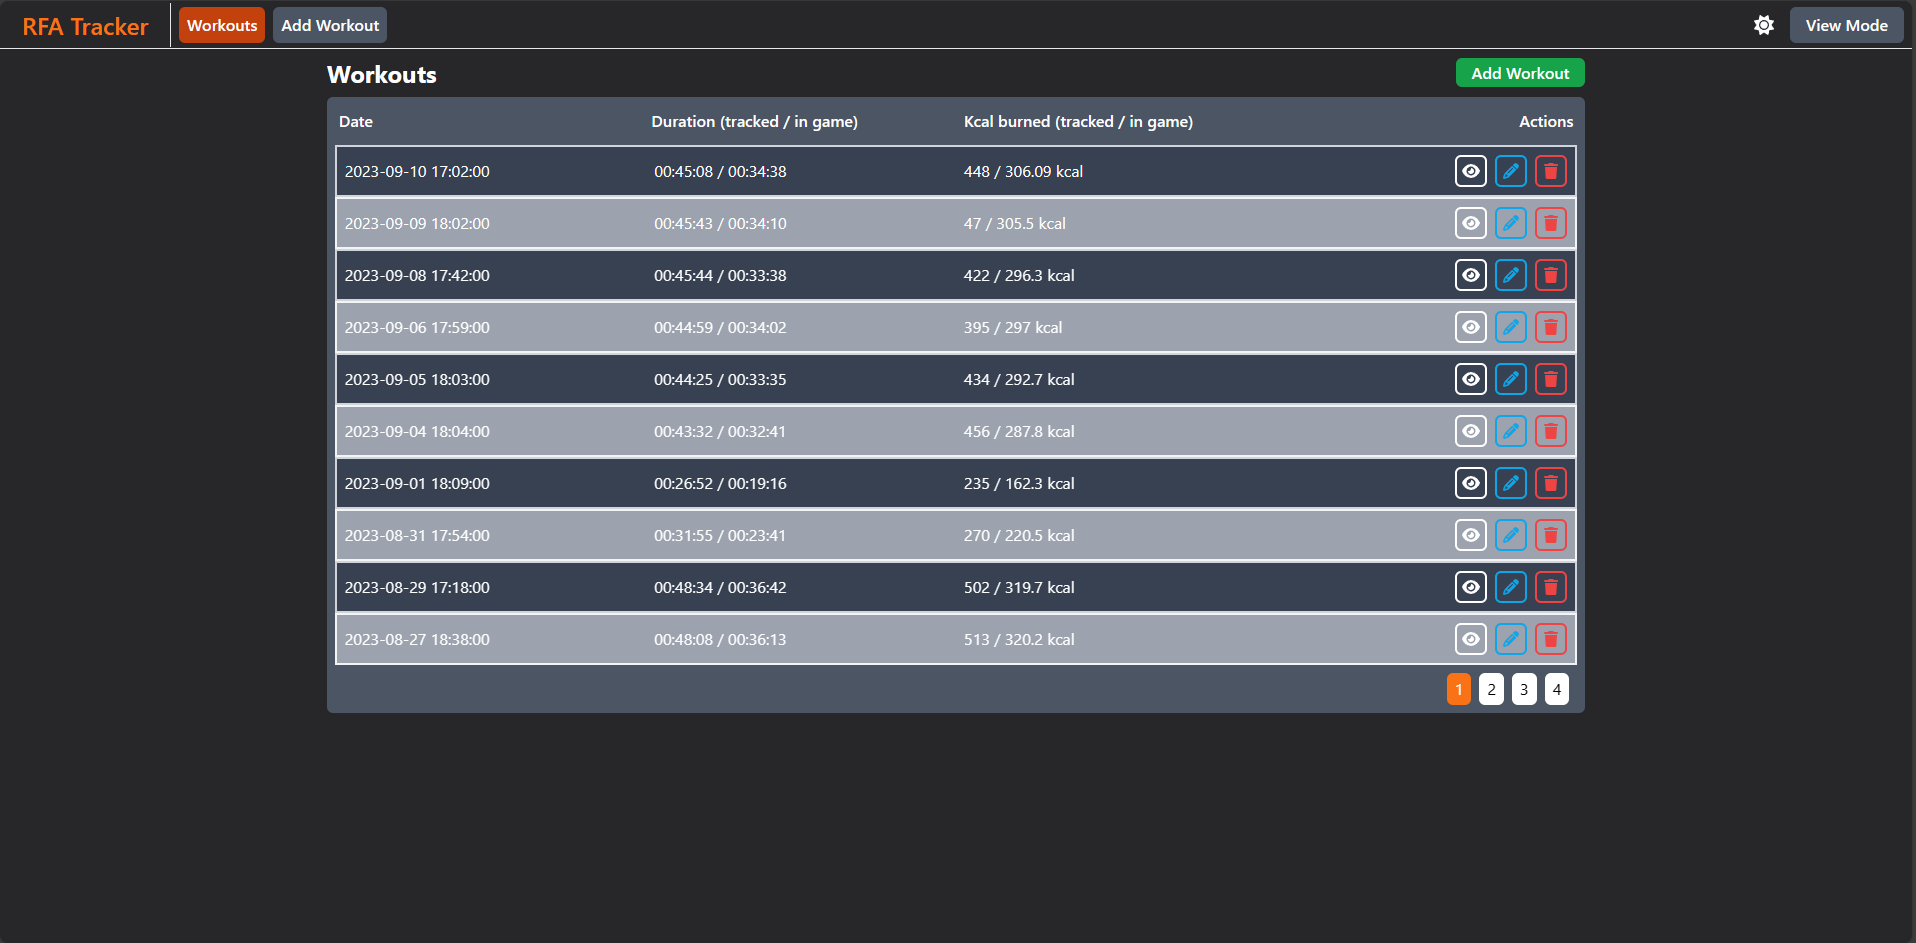 RFA Tracker Workouts Add Workout View Mode
Workouts Add Workout
Date Duration (tracked / in game) Kcal burned (tracked / in game) Actions
2023-09-10 17:02:00 00:45:08 / 00:34:38 448 / 306.09 kcal
2023-09-09 18:02:00 00:45:43 / 00:34:10 47 / 305.5 kcal
2023-09-08 17:42:00 00:45:44 / 00:33:38 422 / 296.3 kcal
2023-09-06 17:59:00 00:44:59 / 00:34:02 395 / 297 kcal
2023-09-05 18:03:00 00:44:25 / 00:33:35 434 / 292.7 kcal
2023-09-04 18:04:00 00:43:32 / 00:32:41 456 / 287.8 kcal
2023-09-01 18:09:00 00:26:52 / 00:19:16 235 / 162.3 kcal
2023-08-31 17:54:00 00:31:55 / 00:23:41 270 / 220.5 kcal
2023-08-29 17:18:00 00:48:34 / 00:36:42 502 / 319.7 kcal
2023-08-27 18:38:00 00:48:08 / 00:36:13 513 / 320.2 kcal
1 2 3 4